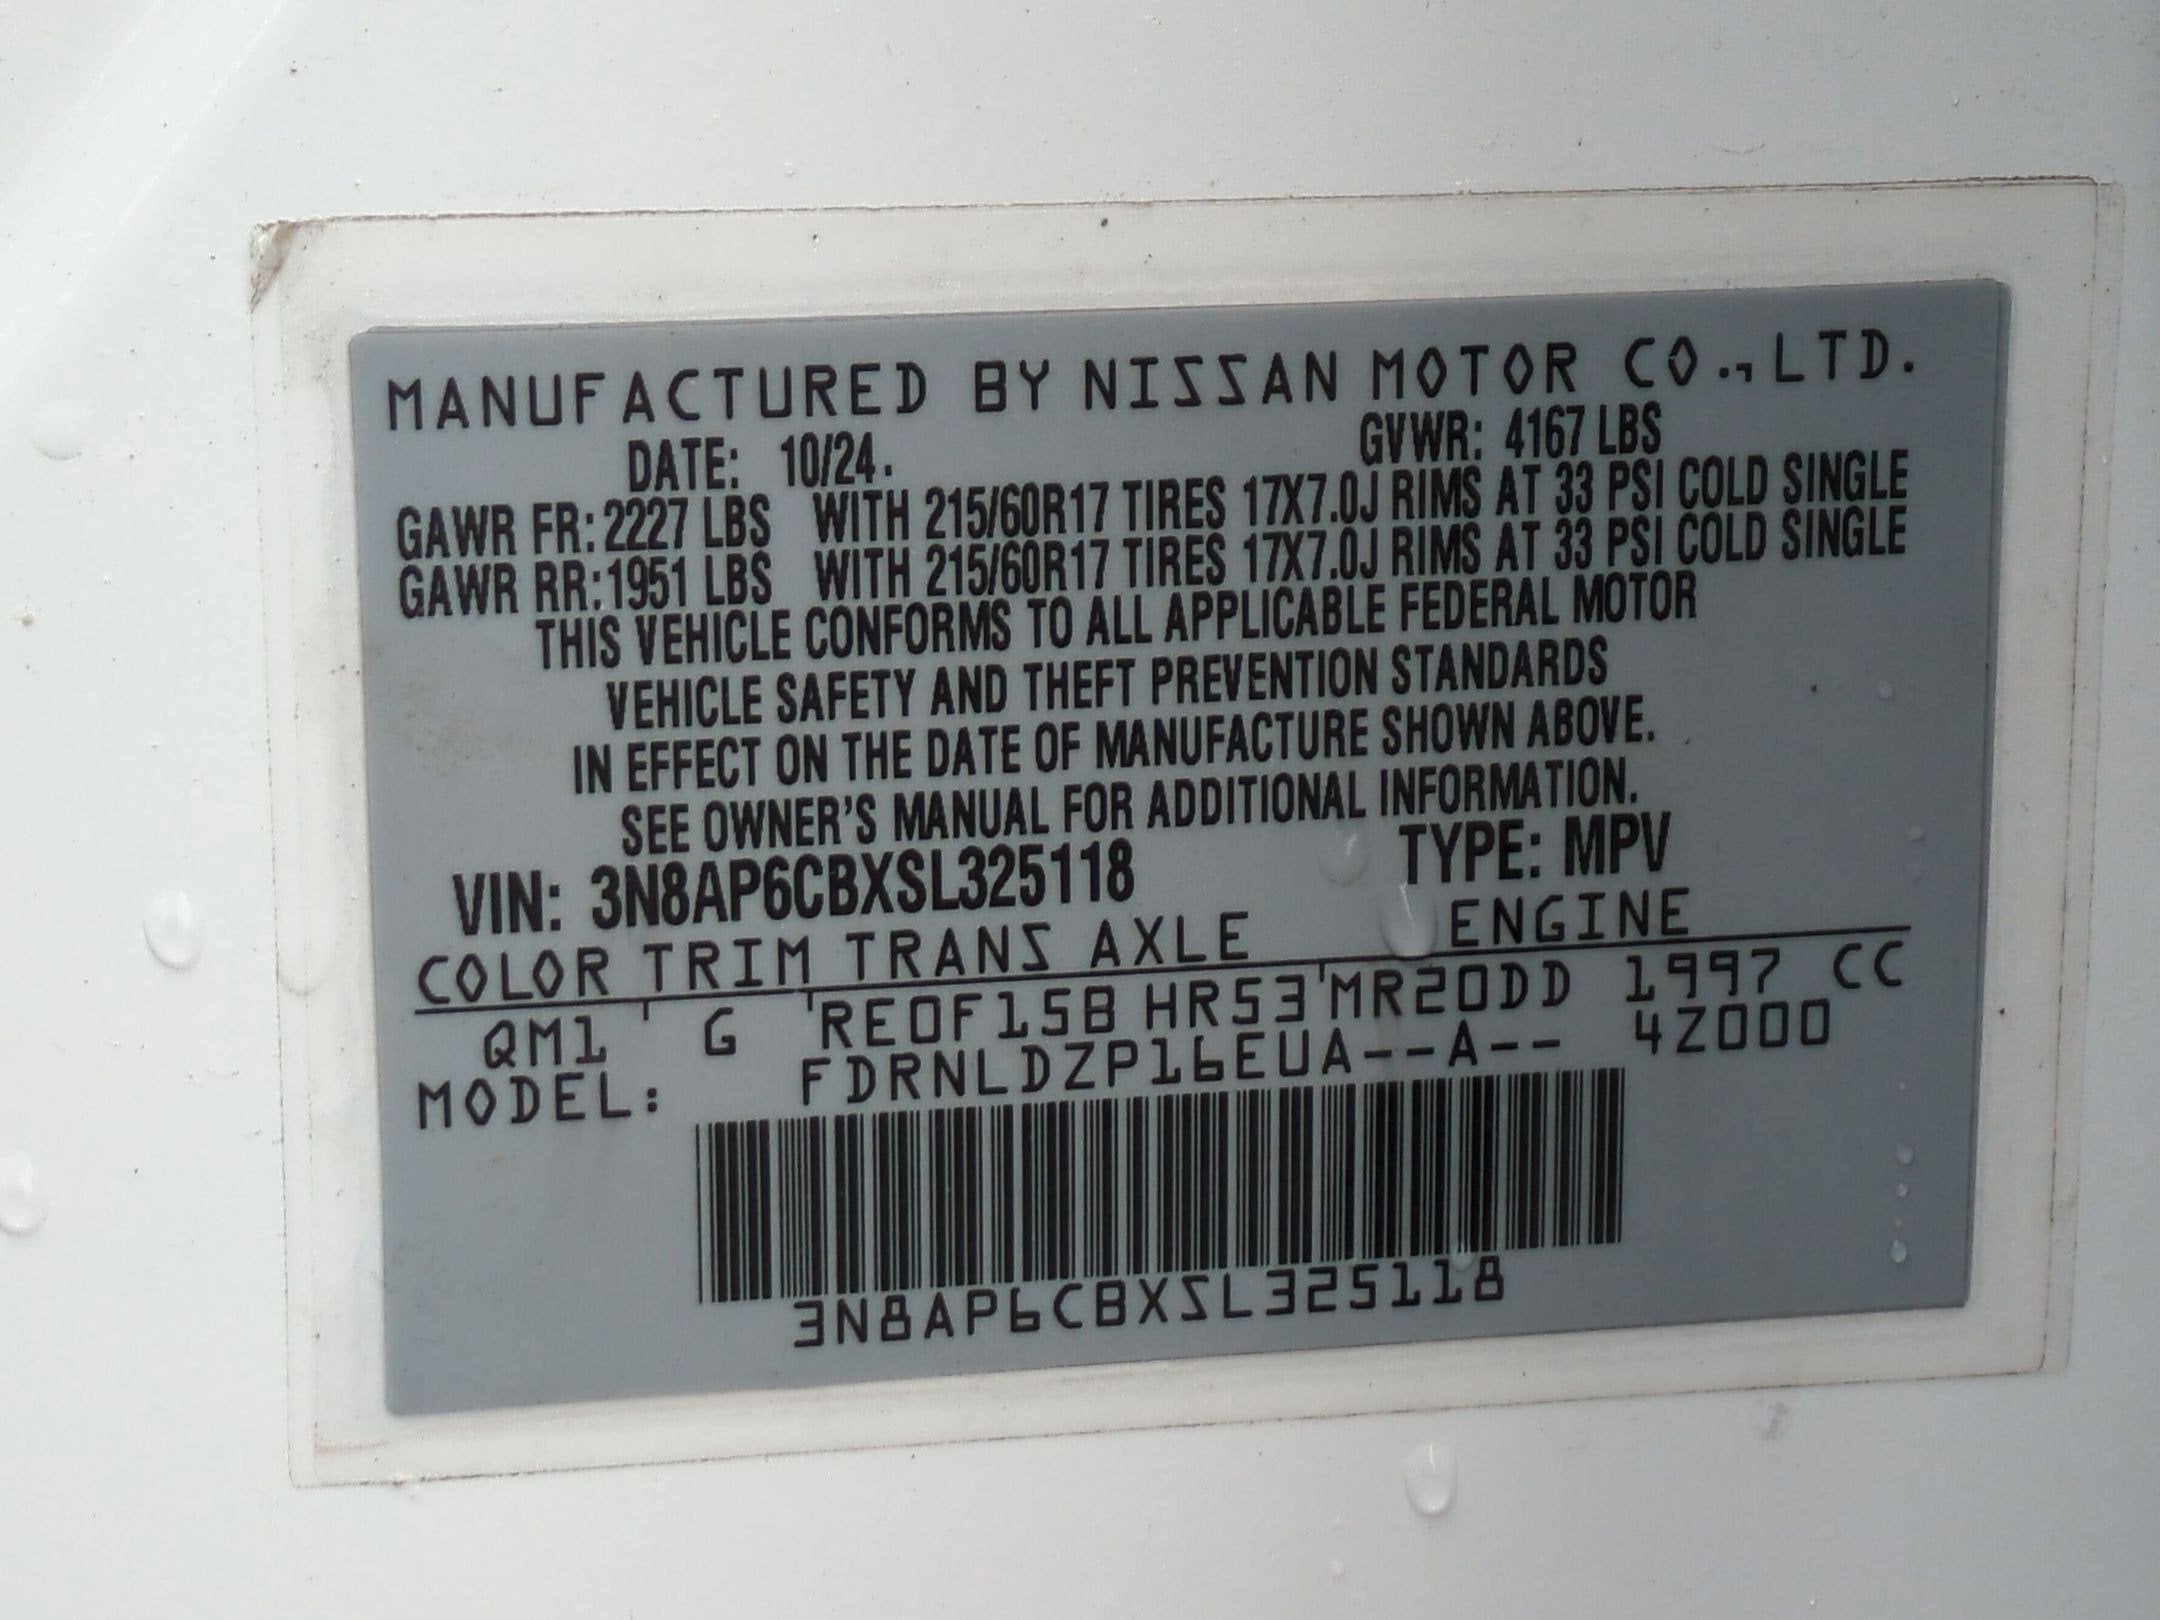 MANUFACTURED BY NISSAN MOTOR CO.,LTD.
DATE: 10/24. GVWR: 4167 LBS
GAWR FR: 2227 LBS WITH 215/60R17 TIRES 17X7.0J RIMS AT 33 PSI COLD SINGLE
GAWR RR: 1951 LBS WITH 215/60R17 TIRES 17X7.0J RIMS AT 33 PSI COLD SINGLE
THIS VEHICLE CONFORMS TO ALL APPLICABLE FEDERAL MOTOR
VEHICLE SAFETY AND THEFT PREVENTION STANDARDS
IN EFFECT ON THE DATE OF MANUFACTURE SHOWN ABOVE.
SEE OWNER'S MANUAL FOR ADDITIONAL INFORMATION.
VIN: 3N8AP6CBXSL325118 TYPE: MPV
COLOR TRIM TRANS AXLE ENGINE
QM1 G RE0F15B HR53 MR20DD 1997 CC
MODEL: FDRNLDZP16EUA--A-- 4Z000
3N8AP6CBXSL325118